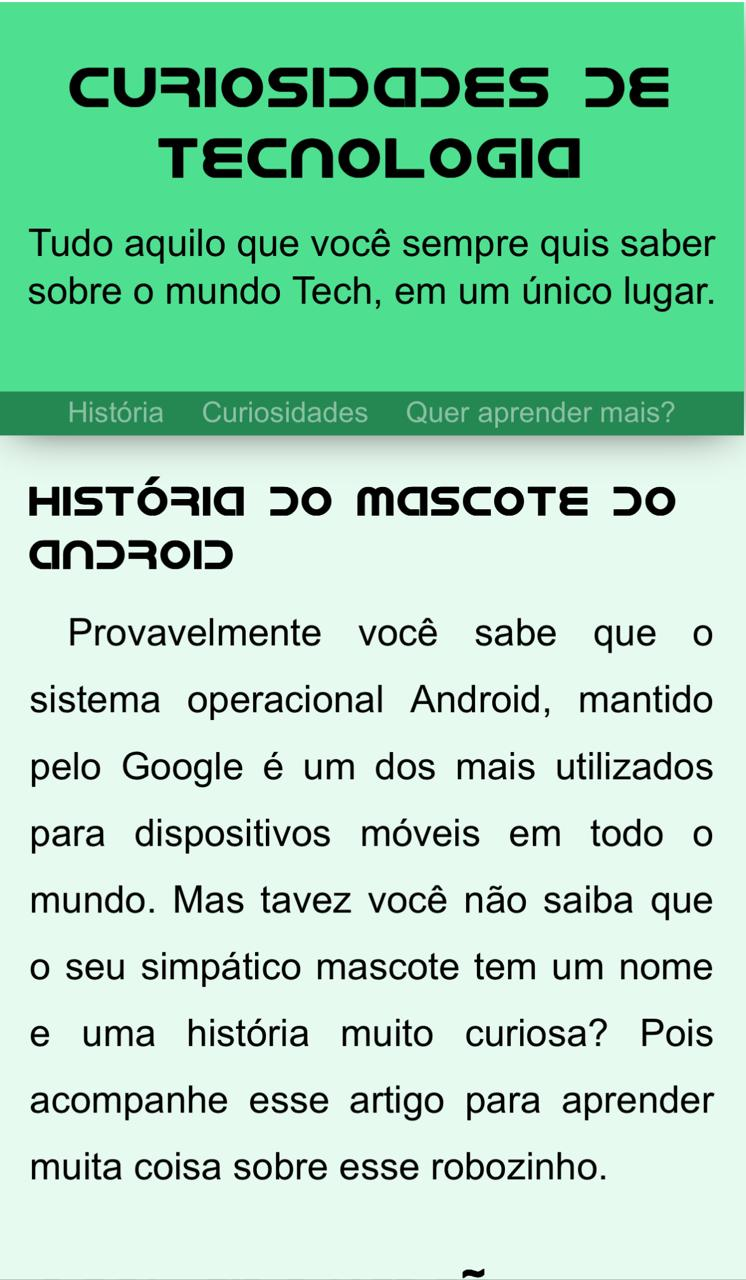 CURIOSIDADES DE
TECNOLOGIA
Tudo aquilo que você sempre quis saber
sobre o mundo Tech, em um único lugar.
História Curiosidades Quer aprender mais?
HISTÓRIA DO MASCOTE DO
ANDROID
Provavelmente você sabe que o
sistema operacional Android, mantido
pelo Google é um dos mais utilizados
para dispositivos móveis em todo o
mundo. Mas tavez você não saiba que
o seu simpático mascote tem um nome
e uma história muito curiosa? Pois
acompanhe esse artigo para aprender
muita coisa sobre esse robozinho.